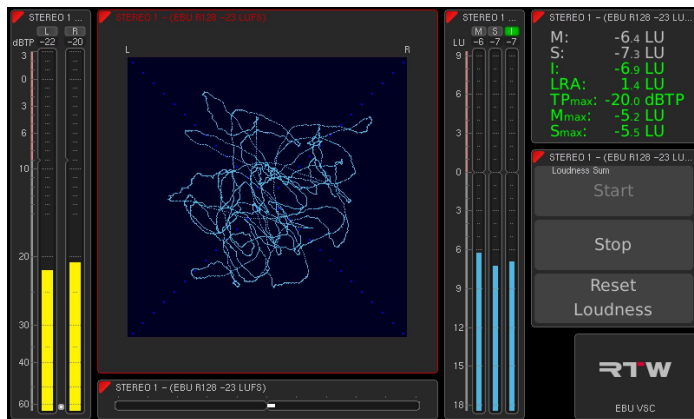 STEREO 1 ...
L R
dBTP -22 -20
3
0
3
6
10
20
30
40
60
STEREO 1 - (EBU R128 -23 LUFS)
L R
STEREO 1 - (EBU R128 -23 LUFS)
STEREO 1 ...
M S I
LU -6 -7 -7
9
6
3
0
3
6
9
12
15
18
STEREO 1 - (EBU R128 -23 LU...
M: -6.4 LU
S: -7.3 LU
I: -6.9 LU
LRA: 1.4 LU
TPmax: -20.0 dBTP
Mmax: -5.2 LU
Smax: -5.5 LU
STEREO 1 - (EBU R128 -23 LU...
Loudness Sum
Start
Stop
Reset
Loudness
RTW
EBU VSC